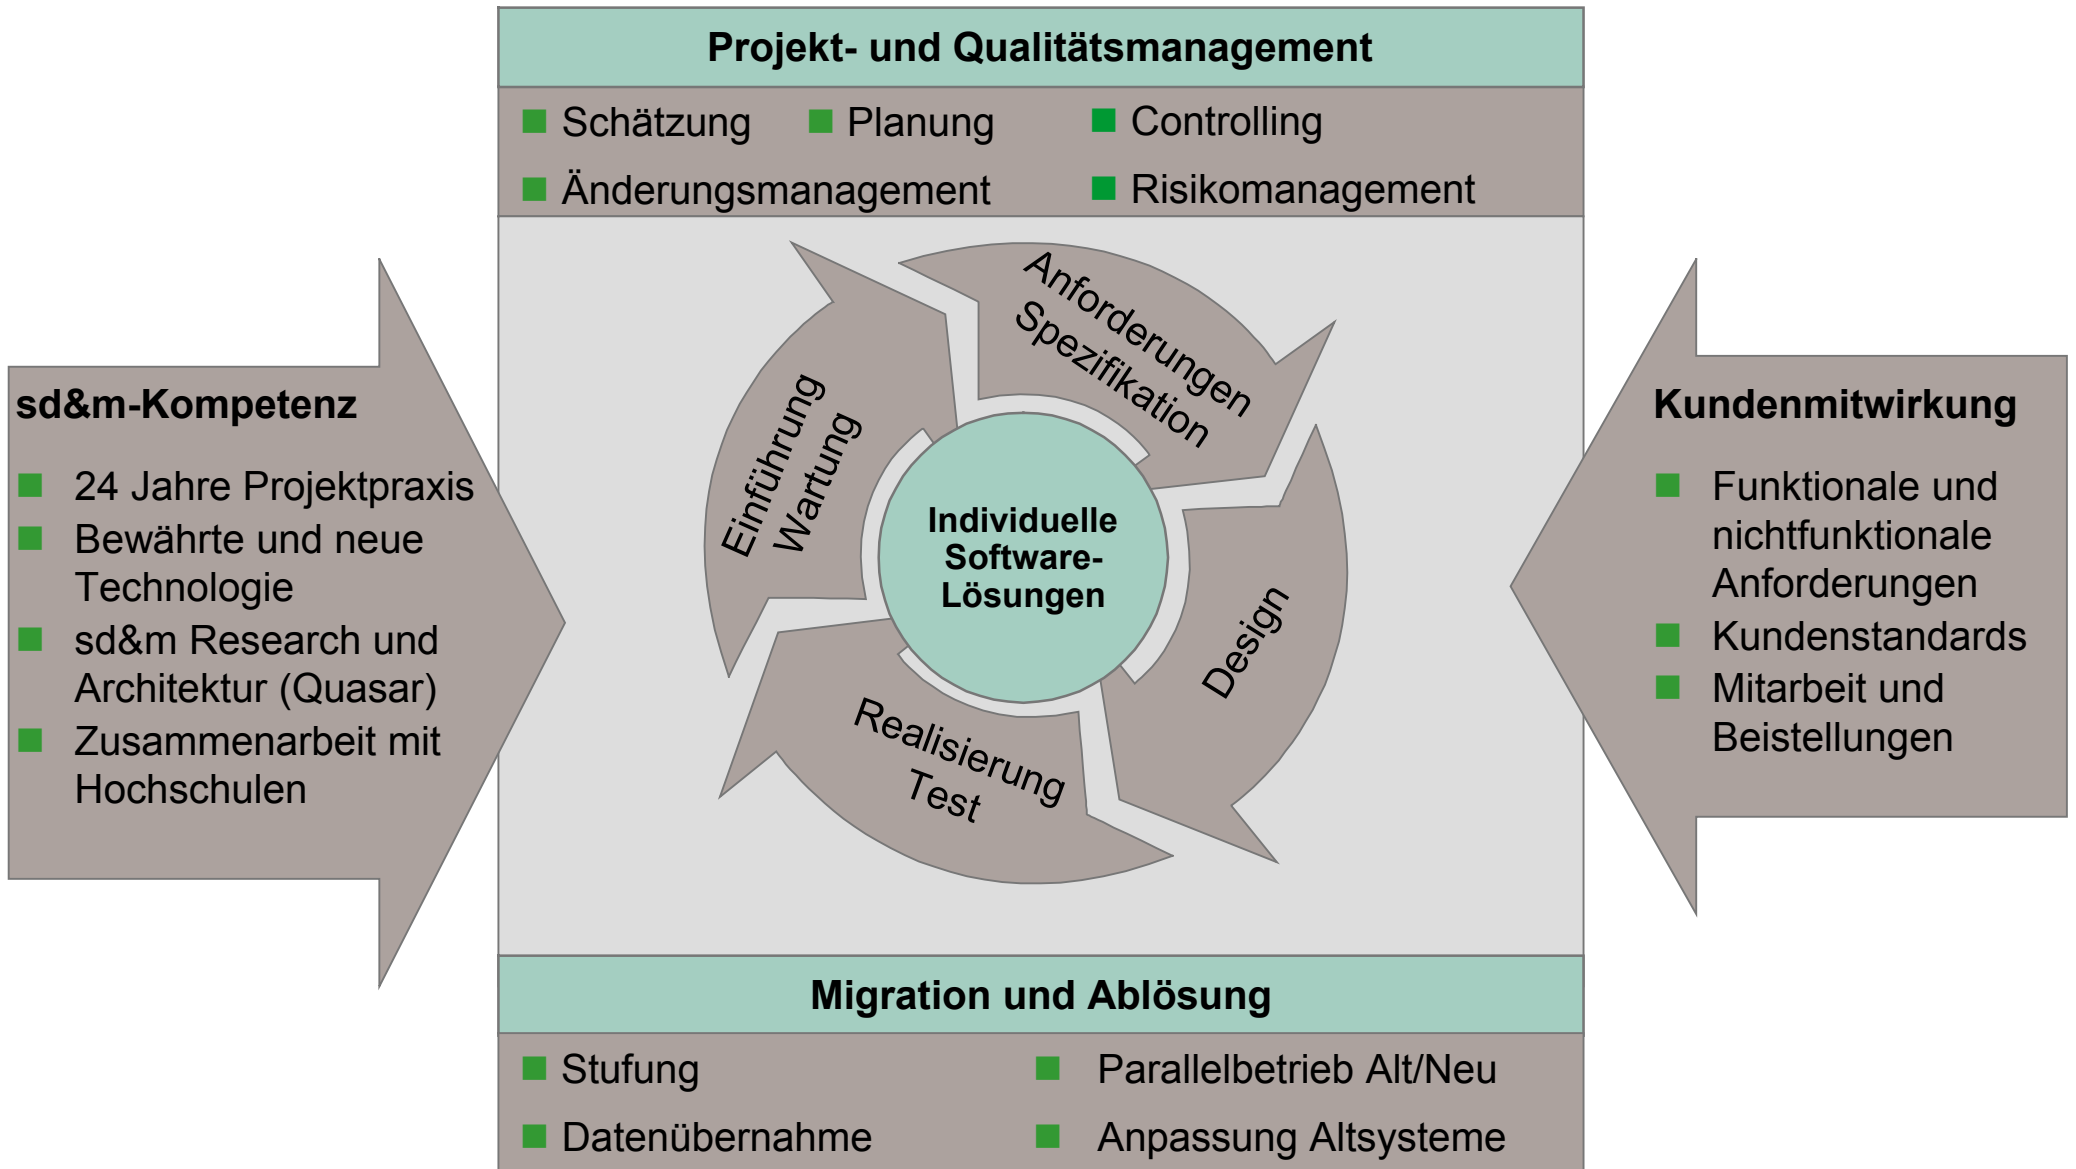 Projekt- und Qualitätsmanagement
Schätzung
Planung
Controlling
Änderungsmanagement
Risikomanagement
sd&m-Kompetenz
24 Jahre Projektpraxis
Bewährte und neue
Technologie
sd&m Research und
Architektur (Quasar)
Zusammenarbeit mit
Hochschulen
Anforderungen
Spezifikation
Design
Realisierung
Test
Einführung
Wartung
Individuelle
Software-
Lösungen
Kundenmitwirkung
Funktionale und
nichtfunktionale
Anforderungen
Kundenstandards
Mitarbeit und
Beistellungen
Migration und Ablösung
Stufung
Parallelbetrieb Alt/Neu
Datenübernahme
Anpassung Altsysteme